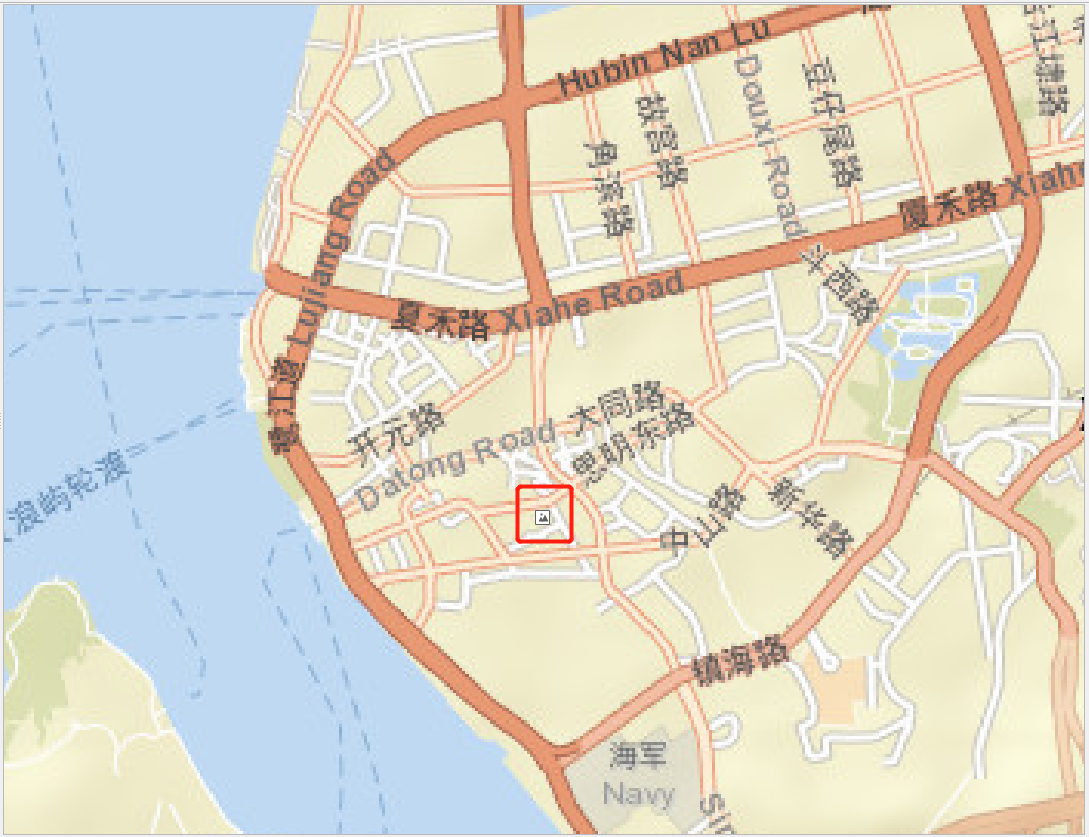 Hubin Nan Lu
故宫路
角滨路
Douxi Road
豆仔尾路
Lujiang Road
鹭江道
厦禾路 Xiahe Road
厦禾路 Xiahe
斗西路
开元路
Datong Road 大同路
思明东路
中山路
新华路
浪屿轮渡
镇海路
海军
Navy